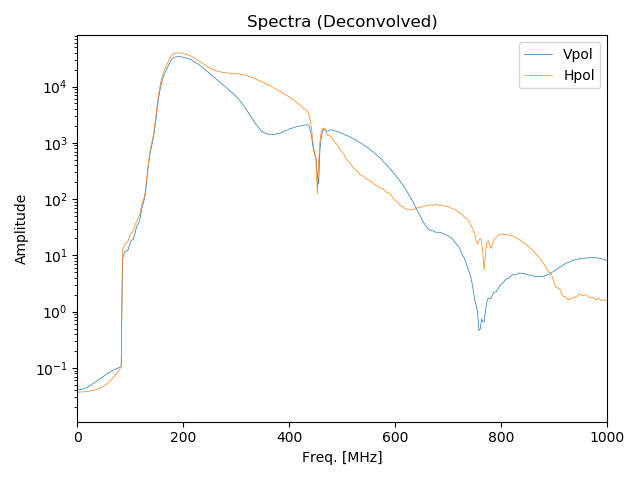 Spectra (Deconvolved)
Vpol
Hpol
Amplitude
10⁴
10³
10²
10¹
10⁰
10⁻¹
0 200 400 600 800 1000
Freq. [MHz]